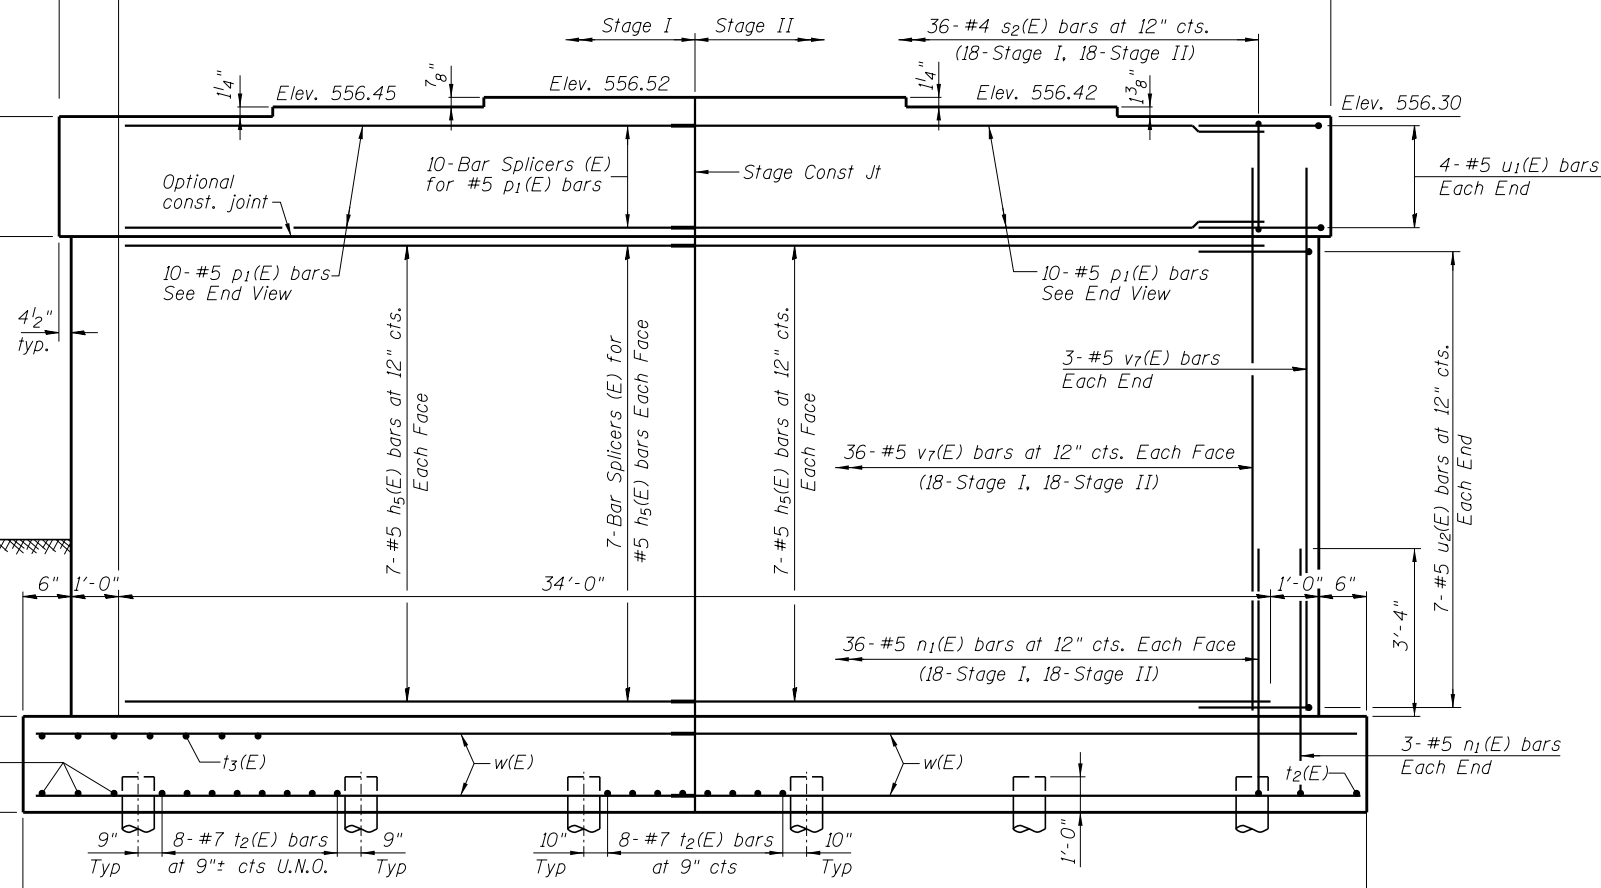 Stage I
Stage II
36-#4 s2(E) bars at 12" cts.
(18-Stage I, 18-Stage II)
1 1/4"
Elev. 556.45
7/8"
Elev. 556.52
1 1/4"
Elev. 556.42
1 3/8"
Elev. 556.30
10-Bar Splicers (E)
for #5 p1(E) bars
Stage Const Jt
4-#5 u1(E) bars
Each End
Optional
const. joint
10-#5 p1(E) bars
See End View
10-#5 p1(E) bars
See End View
4 1/2"
typ.
7-#5 h5(E) bars at 12" cts.
Each Face
7-Bar Splicers (E) for
#5 h5(E) bars Each Face
7-#5 h5(E) bars at 12" cts.
Each Face
3-#5 v7(E) bars
Each End
36-#5 v7(E) bars at 12" cts. Each Face
(18-Stage I, 18-Stage II)
7-#5 u2(E) bars at 12" cts.
Each End
6"
1'-0"
34'-0"
1'-0"
6"
3'-4"
36-#5 n1(E) bars at 12" cts. Each Face
(18-Stage I, 18-Stage II)
t3(E)
w(E)
w(E)
t2(E)
3-#5 n1(E) bars
Each End
9"
Typ
8-#7 t2(E) bars
at 9"± cts U.N.O.
9"
Typ
10"
Typ
8-#7 t2(E) bars
at 9" cts
10"
Typ
1'-0"